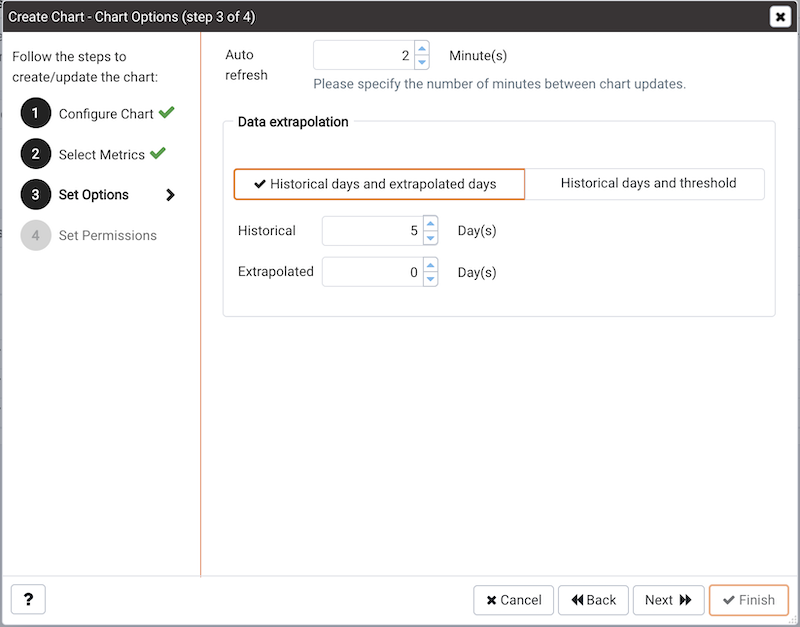 Create Chart - Chart Options (step 3 of 4)
Follow the steps to
create/update the chart:
1 Configure Chart
2 Select Metrics
3 Set Options
4 Set Permissions
Auto
refresh
2 Minute(s)
Please specify the number of minutes between chart updates.
Data extrapolation
Historical days and extrapolated days Historical days and threshold
Historical 5 Day(s)
Extrapolated 0 Day(s)
? Cancel Back Next Finish